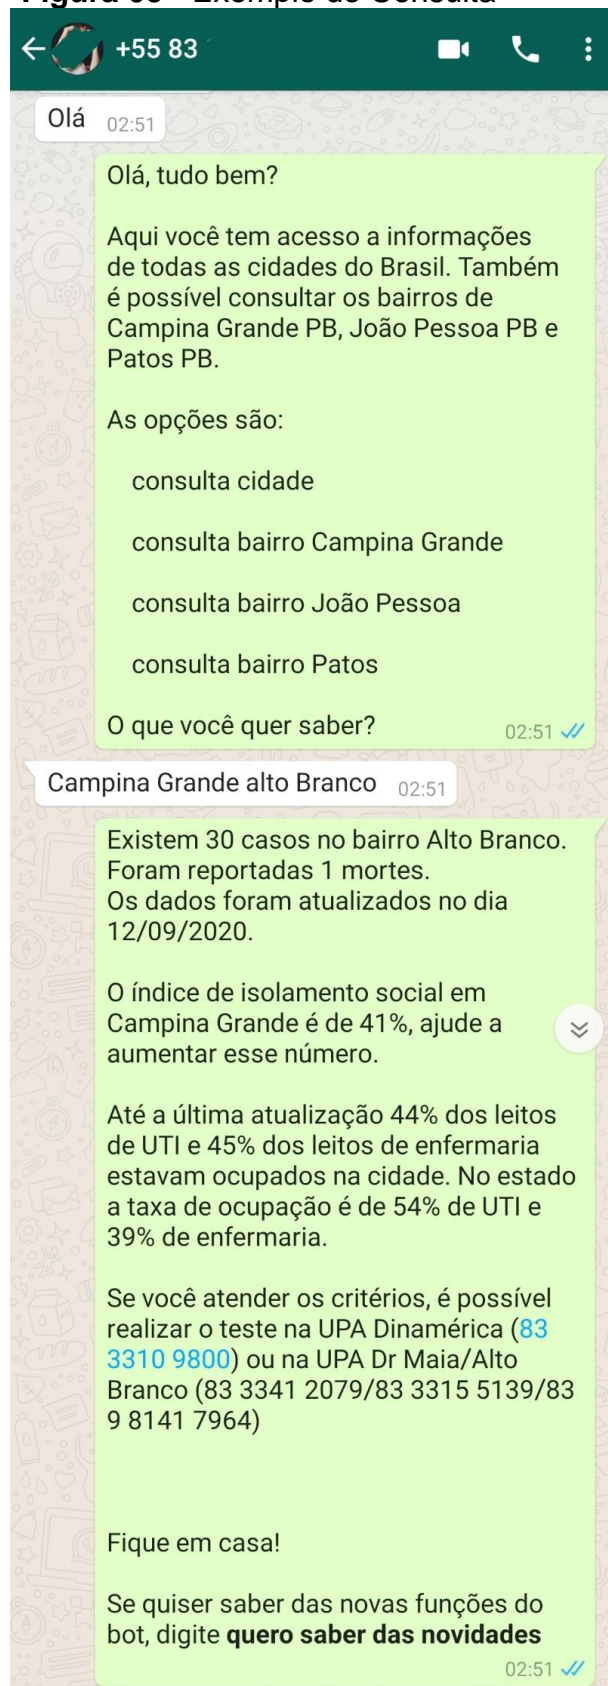 +55 83
Olá 02:51
Olá, tudo bem?
Aqui você tem acesso a informações
de todas as cidades do Brasil. Também
é possível consultar os bairros de
Campina Grande PB, João Pessoa PB e
Patos PB.
As opções são:
consulta cidade
consulta bairro Campina Grande
consulta bairro João Pessoa
consulta bairro Patos
O que você quer saber? 02:51
Campina Grande alto Branco 02:51
Existem 30 casos no bairro Alto Branco.
Foram reportadas 1 mortes.
Os dados foram atualizados no dia
12/09/2020.
O índice de isolamento social em
Campina Grande é de 41%, ajude a
aumentar esse número.
Até a última atualização 44% dos leitos
de UTI e 45% dos leitos de enfermaria
estavam ocupados na cidade. No estado
a taxa de ocupação é de 54% de UTI e
39% de enfermaria.
Se você atender os critérios, é possível
realizar o teste na UPA Dinamérica (83
3310 9800) ou na UPA Dr Maia/Alto
Branco (83 3341 2079/83 3315 5139/83
9 8141 7964)
Fique em casa!
Se quiser saber das novas funções do
bot, digite quero saber das novidades
02:51